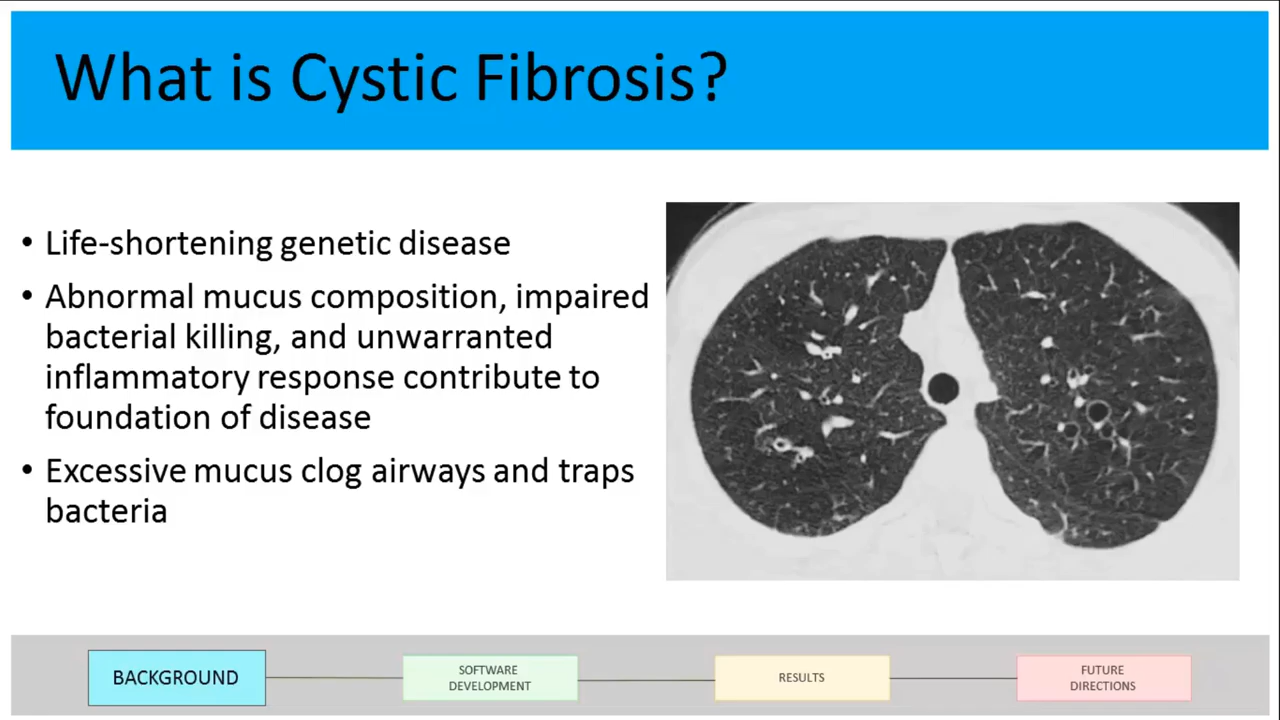 What is Cystic Fibrosis?
• Life-shortening genetic disease
• Abnormal mucus composition, impaired
bacterial killing, and unwarranted
inflammatory response contribute to
foundation of disease
• Excessive mucus clog airways and traps
bacteria
BACKGROUND
SOFTWARE
DEVELOPMENT
RESULTS
FUTURE
DIRECTIONS